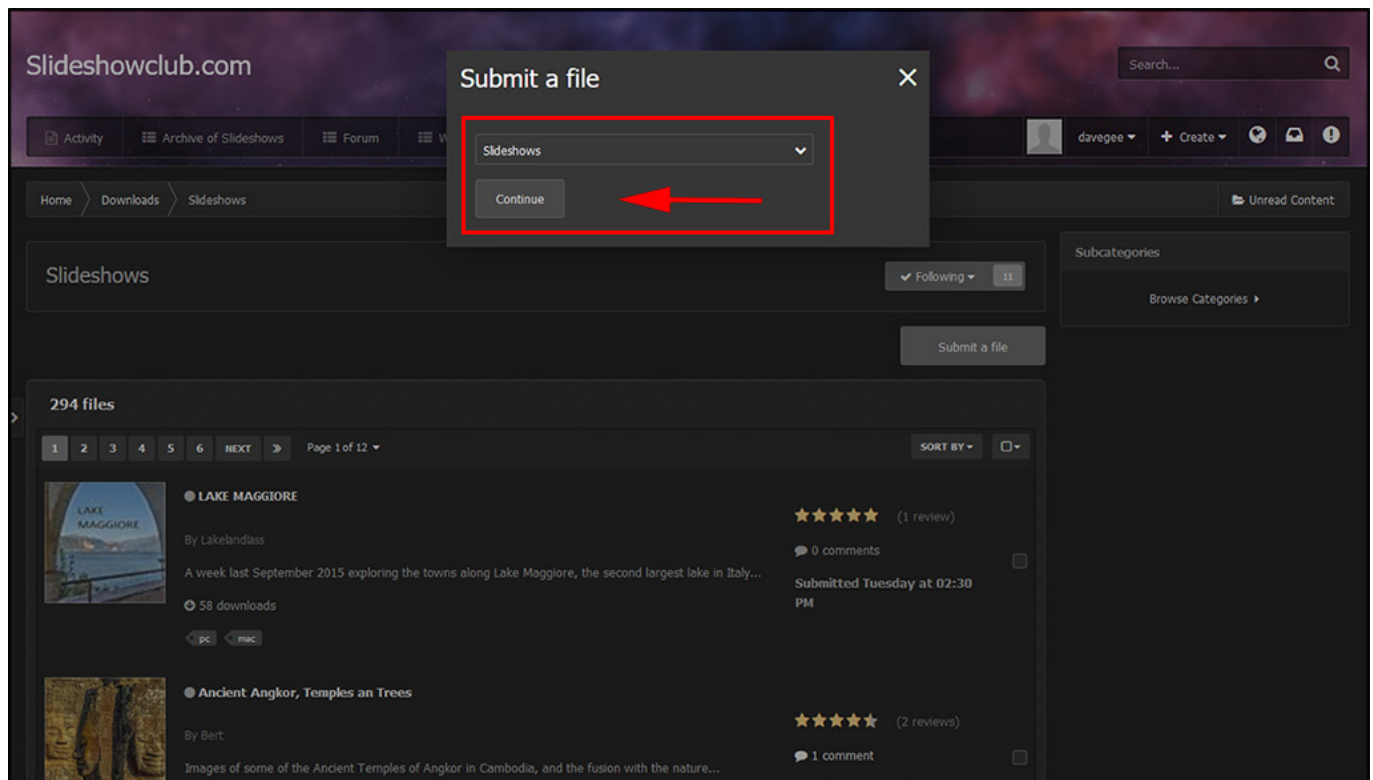 Slideshowclub.com
Submit a file
Search...
Activity
Archive of Slideshows
Forum
W
davegee
Create
Slideshows
Continue
Home
Downloads
Slideshows
Unread Content
Slideshows
Following
11
Subcategories
Browse Categories
Submit a file
294 files
1 2 3 4 5 6 NEXT Page 1 of 12
SORT BY
LAKE
MAGGIORE
LAKE MAGGIORE
By Lakelandlass
A week last September 2015 exploring the towns along Lake Maggiore, the second largest lake in Italy...
58 downloads
pc mac
(1 review)
0 comments
Submitted Tuesday at 02:30
PM
Ancient Angkor, Temples an Trees
By Bert
Images of some of the Ancient Temples of Angkor in Cambodia, and the fusion with the nature...
(2 reviews)
1 comment